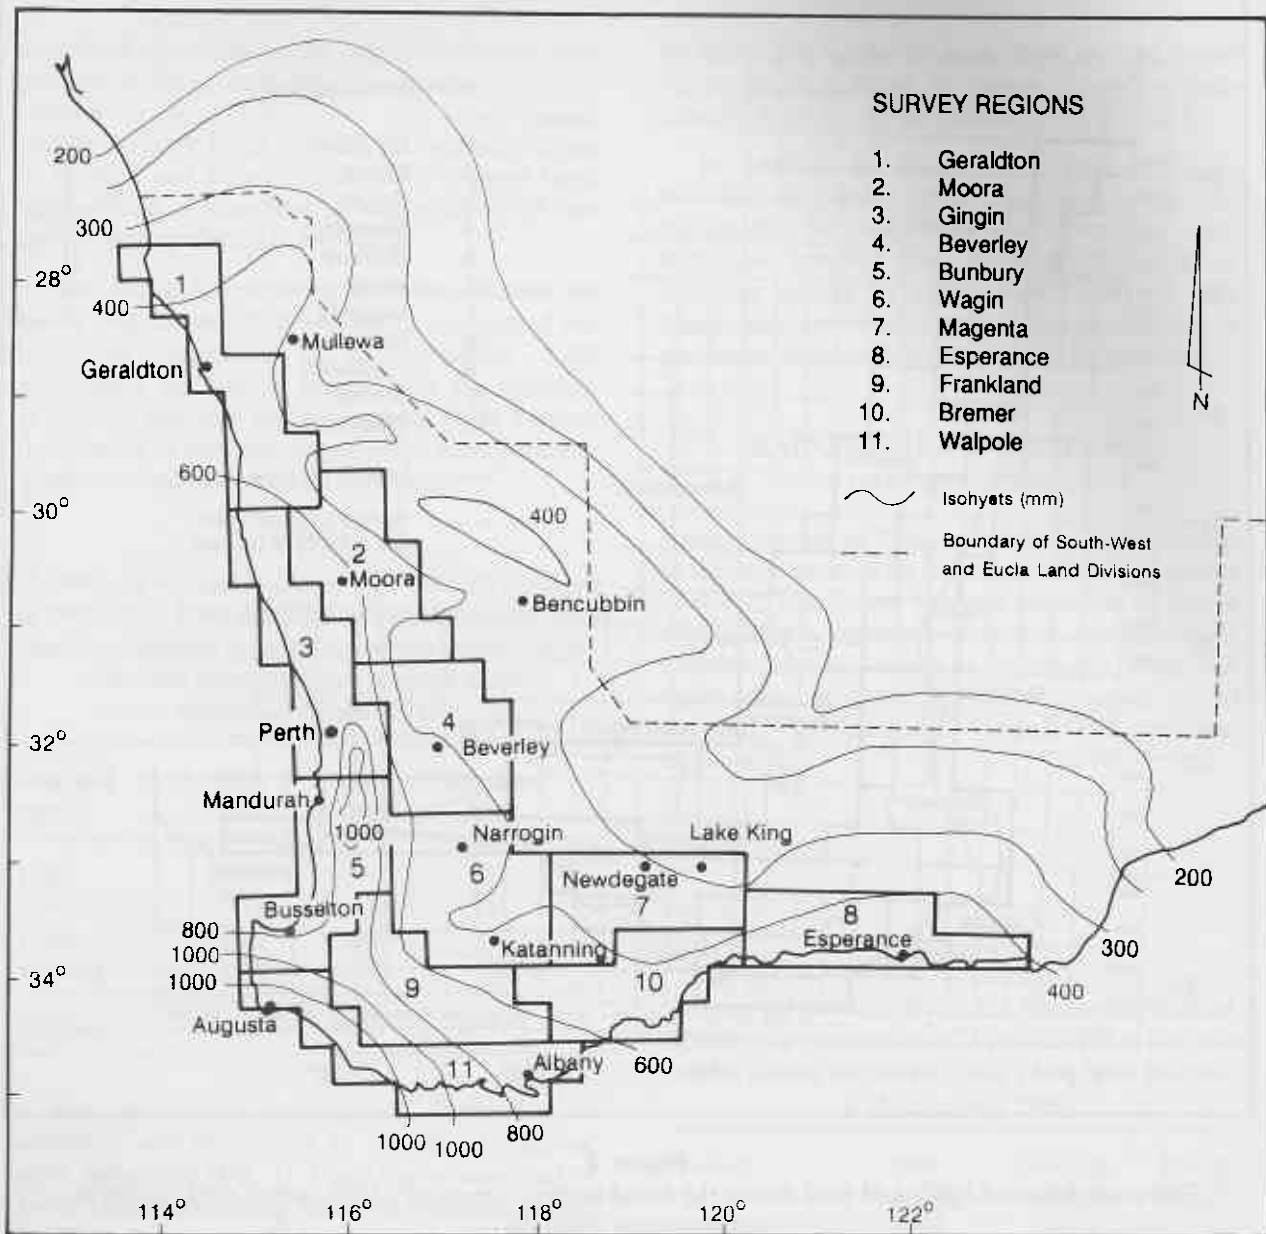 SURVEY REGIONS
1. Geraldton
2. Moora
3. Gingin
4. Beverley
5. Bunbury
6. Wagin
7. Magenta
8. Esperance
9. Frankland
10. Bremer
11. Walpole
N
Isohyets (mm)
Boundary of South-West
and Eucla Land Divisions
200
300
28°
1
400
Mullewa
Geraldton
600
30°
400
2
Moora
Bencubbin
3
Perth
4
32°
Beverley
Mandurah
1000
Narrogin
Lake King
5
6
Newdegate
200
7
Busselton
8
800
Esperance
Katanning
300
1000
34°
1000
9
10
400
Augusta
11
Albany
600
1000
1000
800
114°
116°
118°
120°
122°